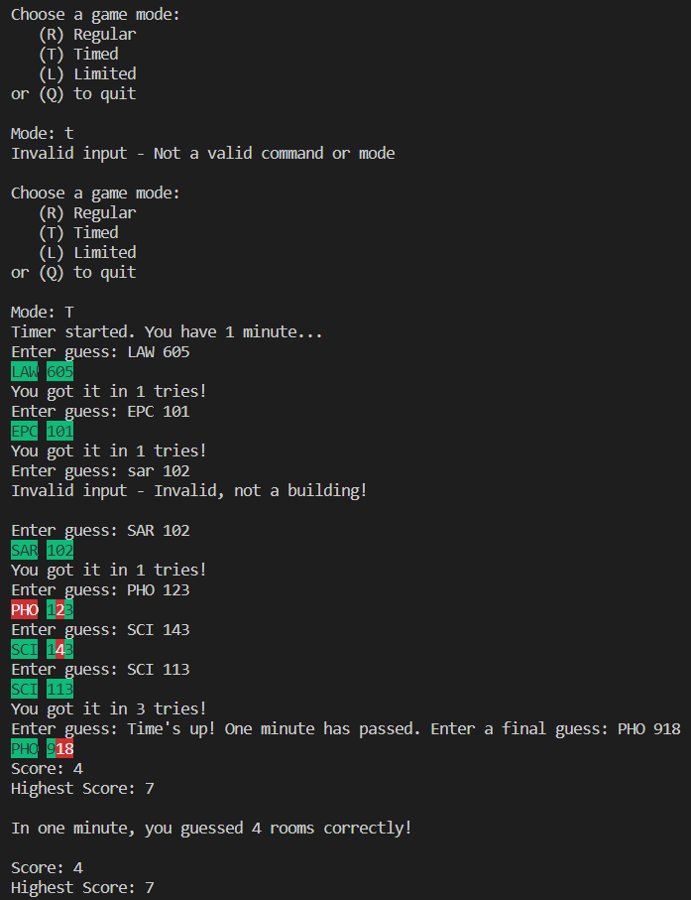 Choose a game mode:
(R) Regular
(T) Timed
(L) Limited
or (Q) to quit
Mode: t
Invalid input - Not a valid command or mode
Choose a game mode:
(R) Regular
(T) Timed
(L) Limited
or (Q) to quit
Mode: T
Timer started. You have 1 minute...
Enter guess: LAW 605
LAW 605
You got it in 1 tries!
Enter guess: EPC 101
EPC 101
You got it in 1 tries!
Enter guess: sar 102
Invalid input - Invalid, not a building!
Enter guess: SAR 102
SAR 102
You got it in 1 tries!
Enter guess: PHO 123
PHO 123
Enter guess: SCI 143
SCI 143
Enter guess: SCI 113
SCI 113
You got it in 3 tries!
Enter guess: Time's up! One minute has passed. Enter a final guess: PHO 918
PHO 918
Score: 4
Highest Score: 7
In one minute, you guessed 4 rooms correctly!
Score: 4
Highest Score: 7